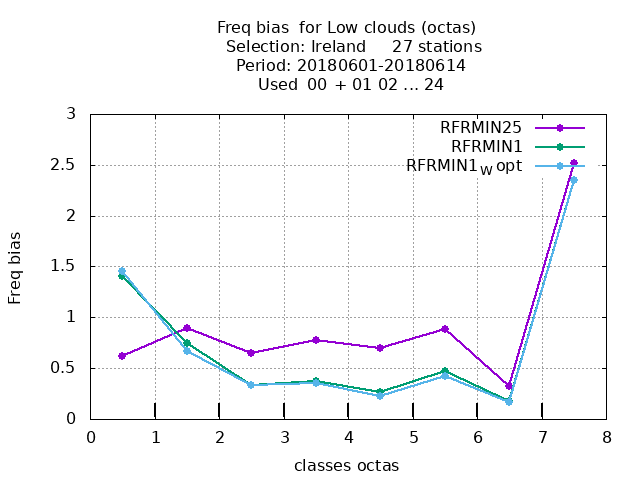 Freq bias  for Low clouds (octas)
Selection: Ireland     27 stations
Period: 20180601-20180614
Used  00  + 01 02 ... 24
RFRMIN25
RFRMIN1
RFRMIN1w opt
Freq bias
3
2.5
2
1.5
1
0.5
0
0 1 2 3 4 5 6 7 8
classes octas